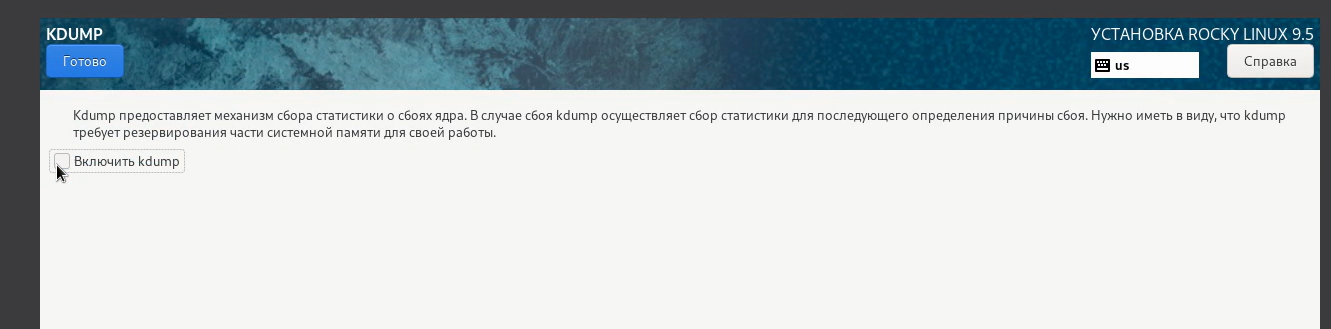 KDUMP
УСТАНОВКА ROCKY LINUX 9.5
Готово
us
Справка
Kdump предоставляет механизм сбора статистики о сбоях ядра. В случае сбоя kdump осуществляет сбор статистики для последующего определения причины сбоя. Нужно иметь в виду, что kdump
требует резервирования части системной памяти для своей работы.
Включить kdump